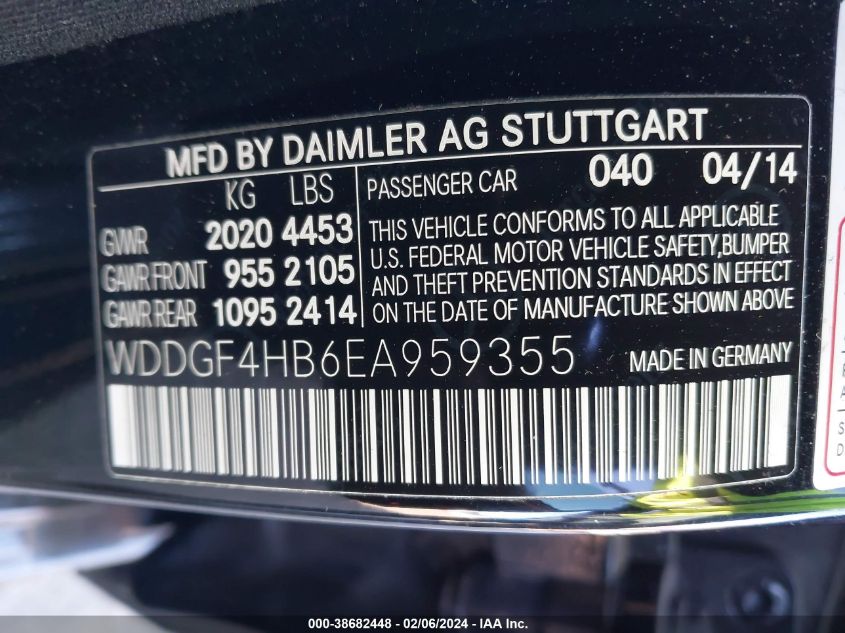 MFD BY DAIMLER AG STUTTGART
KG LBS
GVWR 2020 4453
GAWR FRONT 955 2105
GAWR REAR 1095 2414
PASSENGER CAR 040 04/14
THIS VEHICLE CONFORMS TO ALL APPLICABLE
U.S. FEDERAL MOTOR VEHICLE SAFETY,BUMPER
AND THEFT PREVENTION STANDARDS IN EFFECT
ON THE DATE OF MANUFACTURE SHOWN ABOVE
WDDGF4HB6EA959355 MADE IN GERMANY
000-38682448 - 02/06/2024 - IAA Inc.